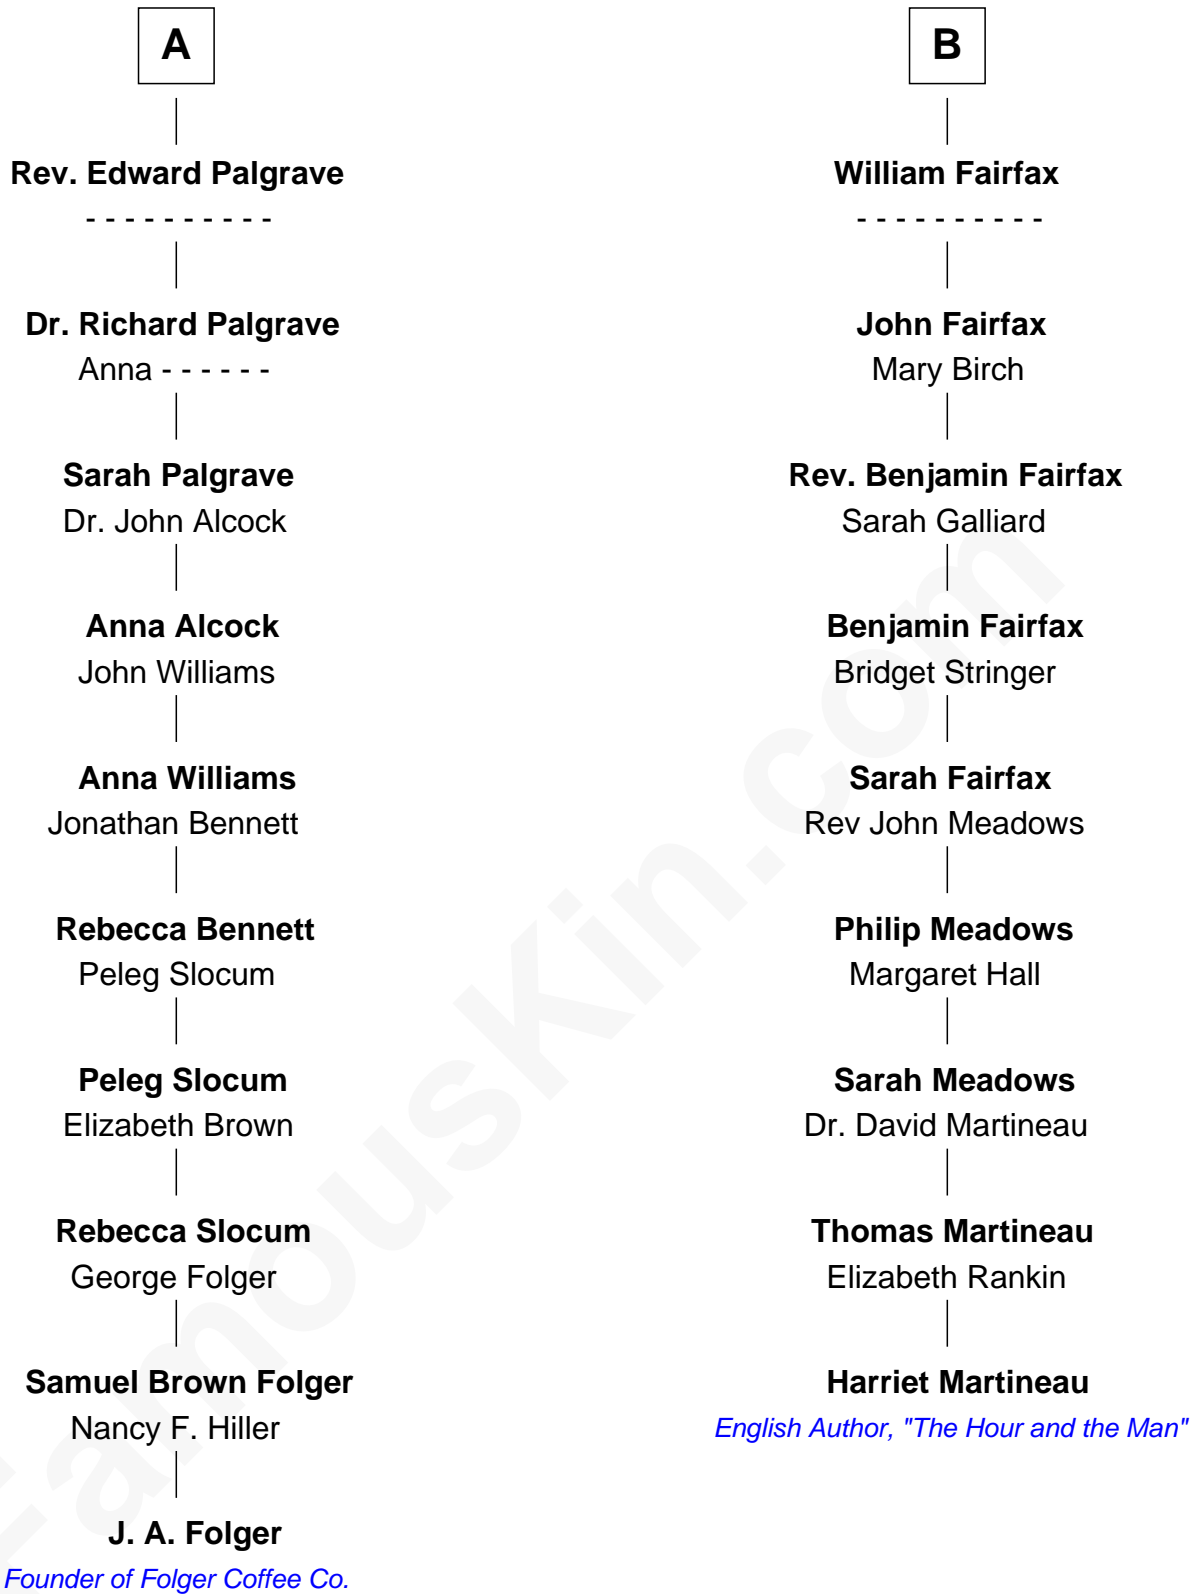 A
Rev. Edward Palgrave
- - - - - - - - - -
Dr. Richard Palgrave
Anna - - - - - -
Sarah Palgrave
Dr. John Alcock
Anna Alcock
John Williams
Anna Williams
Jonathan Bennett
Rebecca Bennett
Peleg Slocum
Peleg Slocum
Elizabeth Brown
Rebecca Slocum
George Folger
Samuel Brown Folger
Nancy F. Hiller
J. A. Folger
Founder of Folger Coffee Co.
B
William Fairfax
- - - - - - - - - -
John Fairfax
Mary Birch
Rev. Benjamin Fairfax
Sarah Galliard
Benjamin Fairfax
Bridget Stringer
Sarah Fairfax
Rev John Meadows
Philip Meadows
Margaret Hall
Sarah Meadows
Dr. David Martineau
Thomas Martineau
Elizabeth Rankin
Harriet Martineau
English Author, "The Hour and the Man"
FamousKin.com